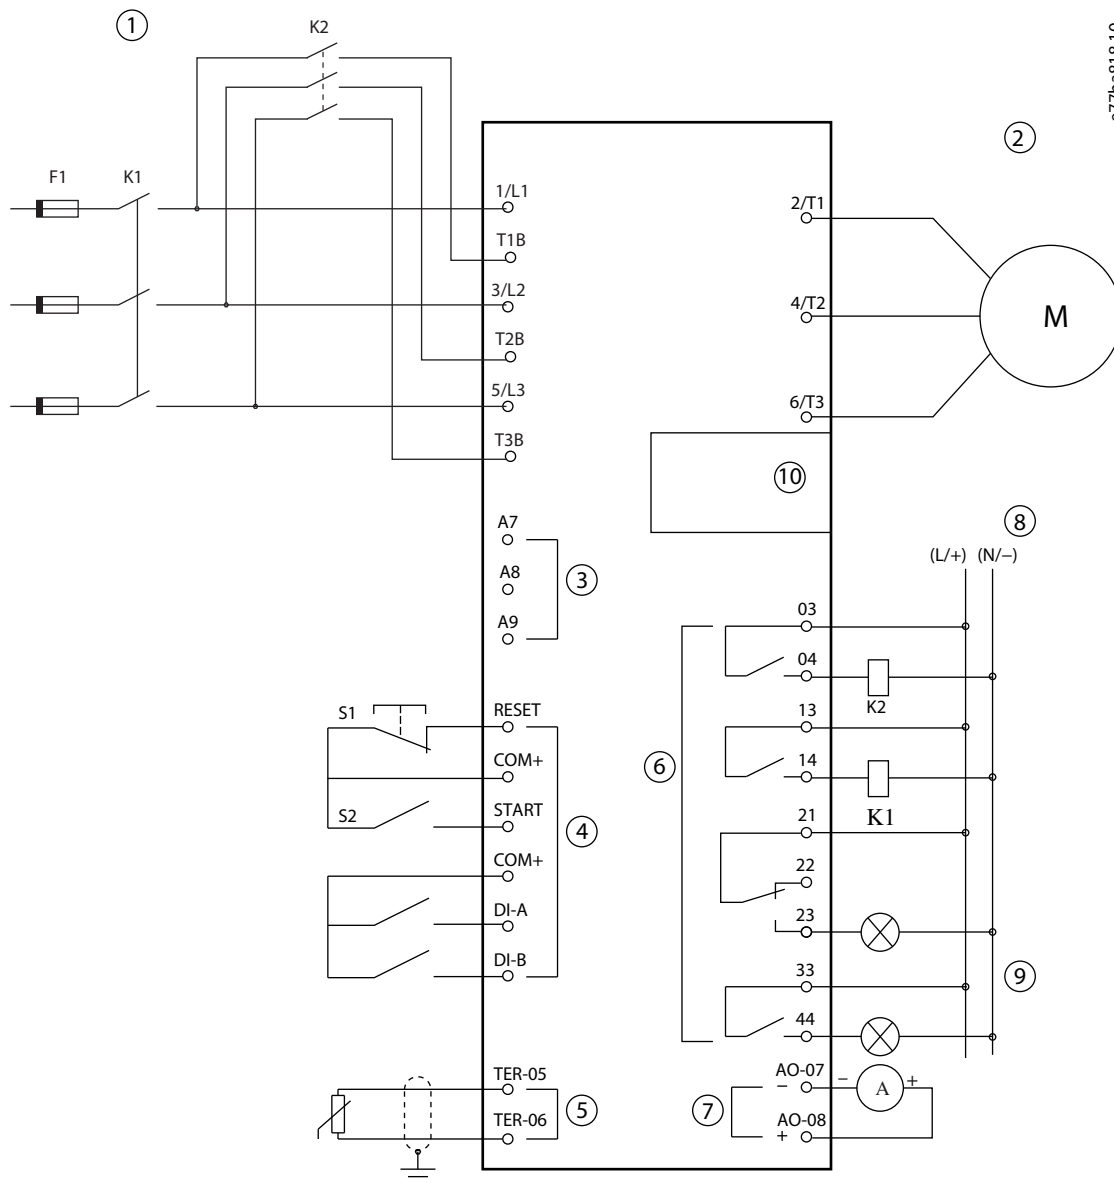 1
K2
2
F1
K1
1/L1
2/T1
T1B
3/L2
4/T2
M
T2B
5/L3
6/T3
T3B
10
A7
8
(L/+) (N/−)
A8
3
03
A9
04
K2
S1
RESET
13
COM+
6
14
K1
S2
START
4
21
COM+
22
DI-A
23
DI-B
33
9
44
TER-05
AO-07
− − A +
5
7
TER-06
AO-08
+